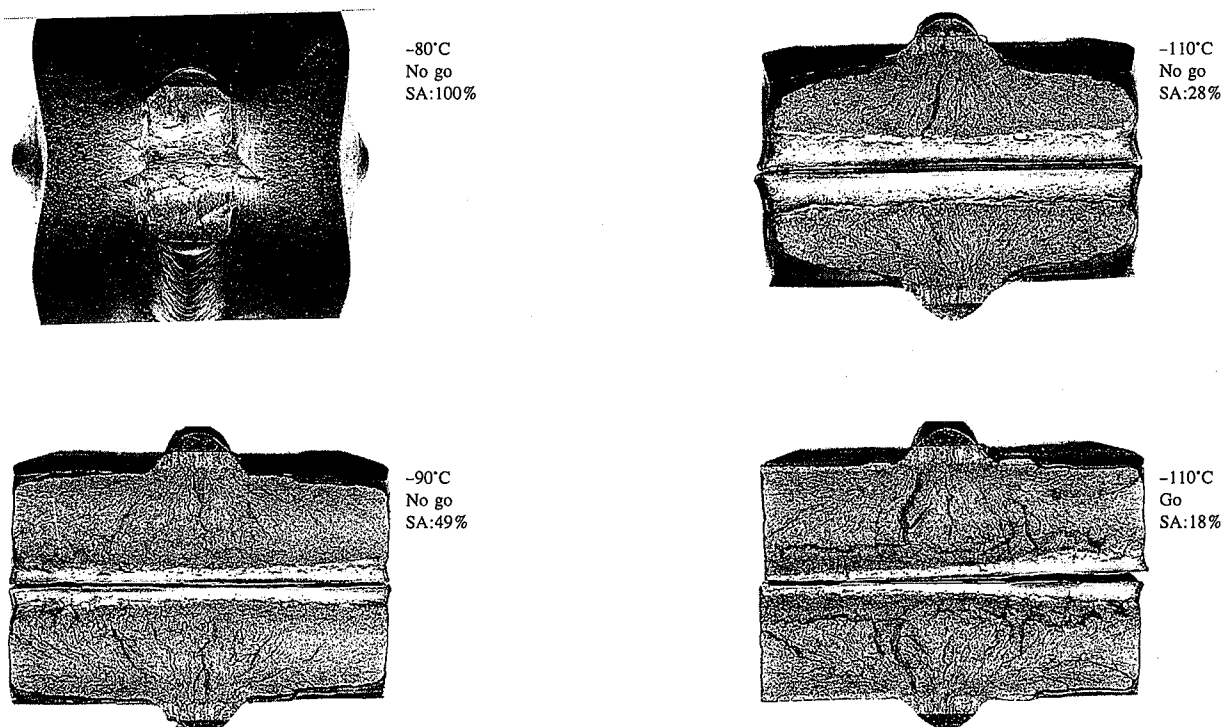 -80°C
No go
SA:100%
-110°C
No go
SA:28%
-90°C
No go
SA:49%
-110°C
Go
SA:18%